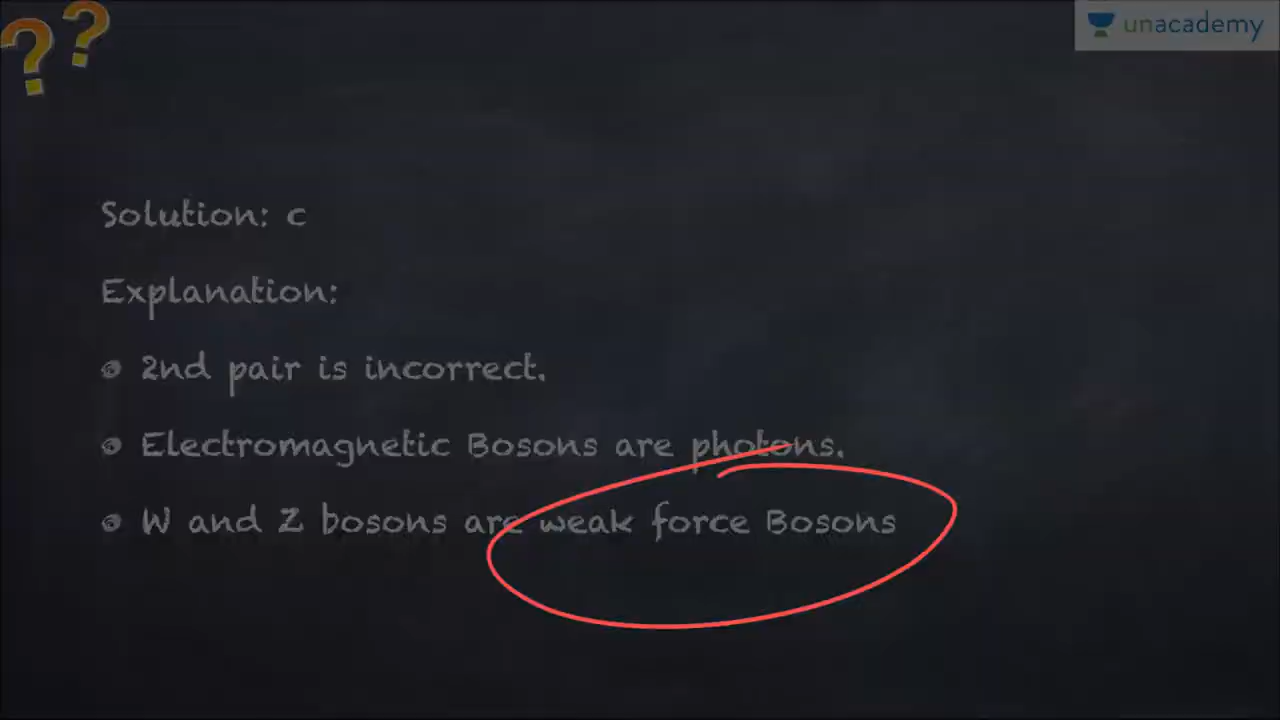 unacademy
Solution: c
Explanation:
2nd pair is incorrect.
Electromagnetic Bosons are photons.
W and Z bosons are weak force Bosons